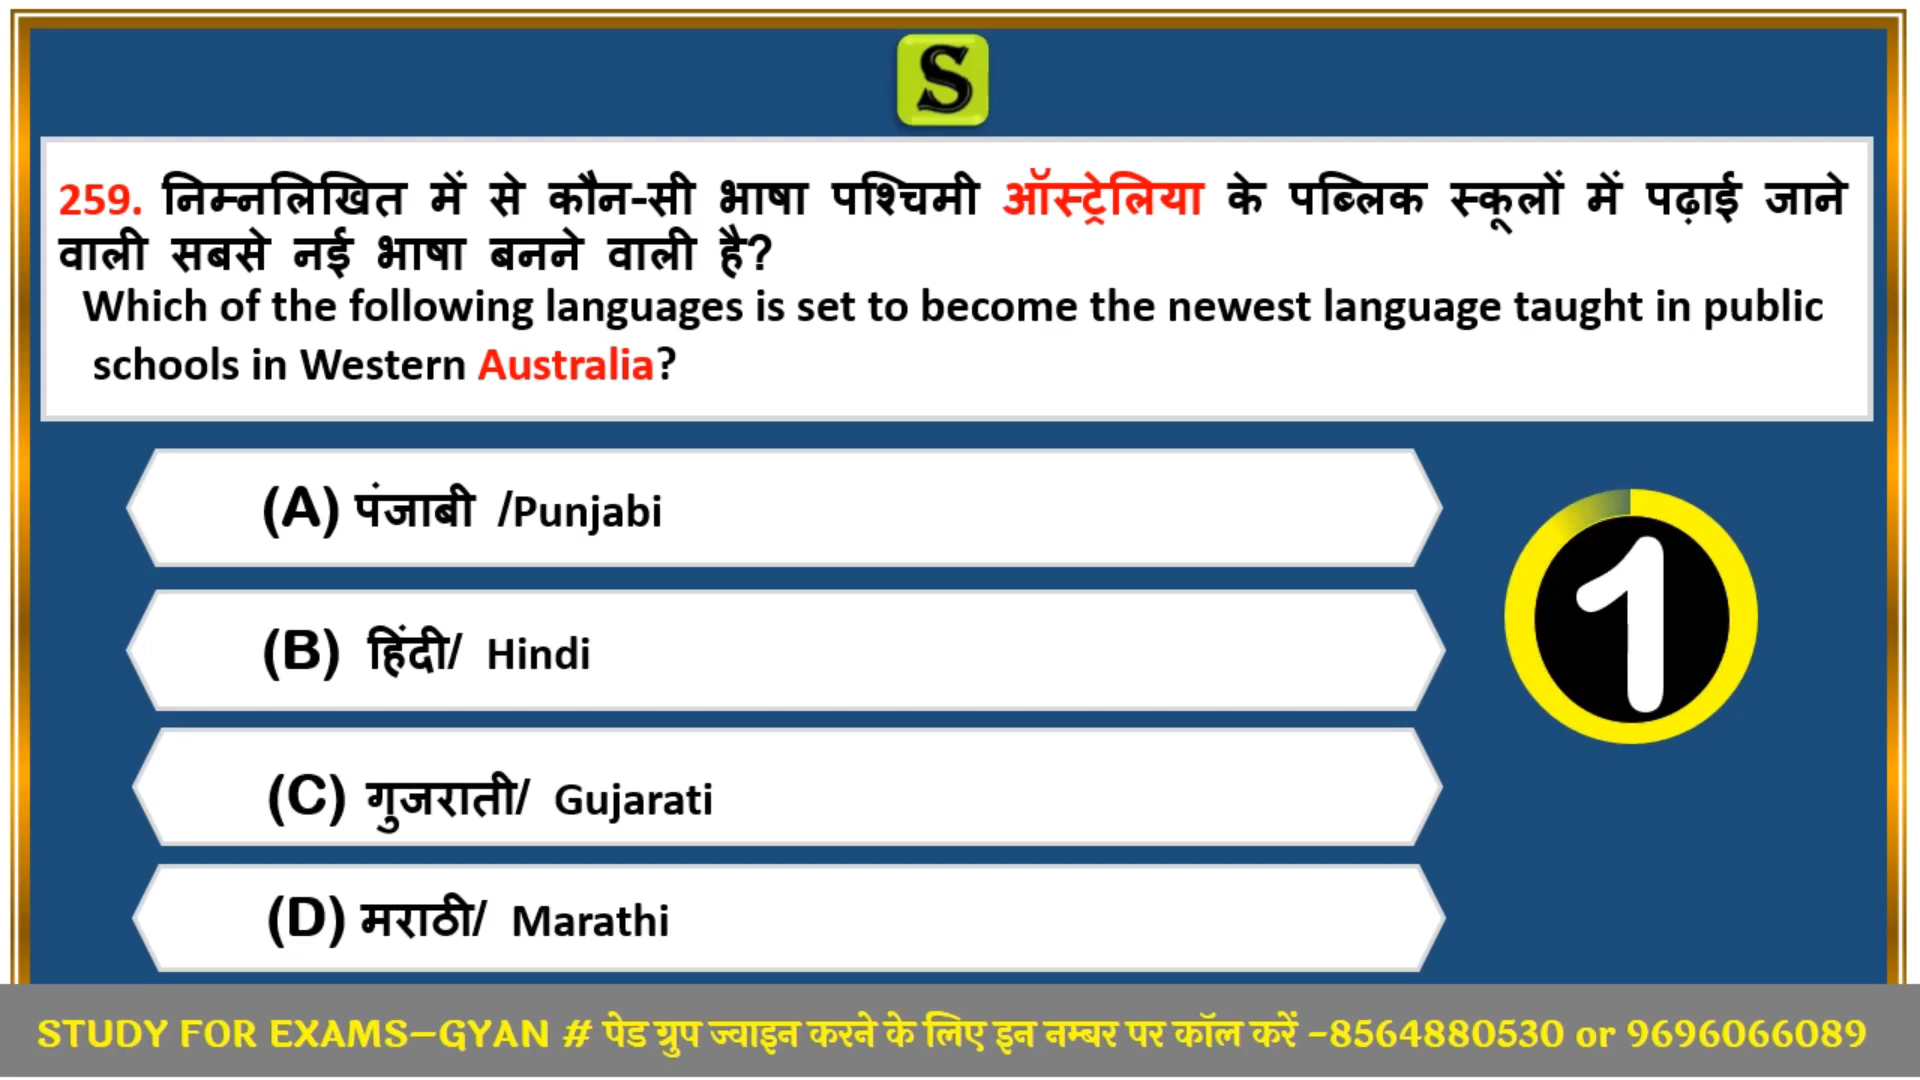 S
259. निम्नलिखित में से कौन-सी भाषा पश्चिमी ऑस्ट्रेलिया के पब्लिक स्कूलों में पढ़ाई जाने
वाली सबसे नई भाषा बनने वाली है?
Which of the following languages is set to become the newest language taught in public
schools in Western Australia?
(A) पंजाबी /Punjabi
(B) हिंदी/ Hindi
1
(C) गुजराती/ Gujarati
(D) मराठी/ Marathi
STUDY FOR EXAMS–GYAN # पेड ग्रुप ज्वाइन करने के लिए इन नम्बर पर कॉल करें -8564880530 or 9696066089